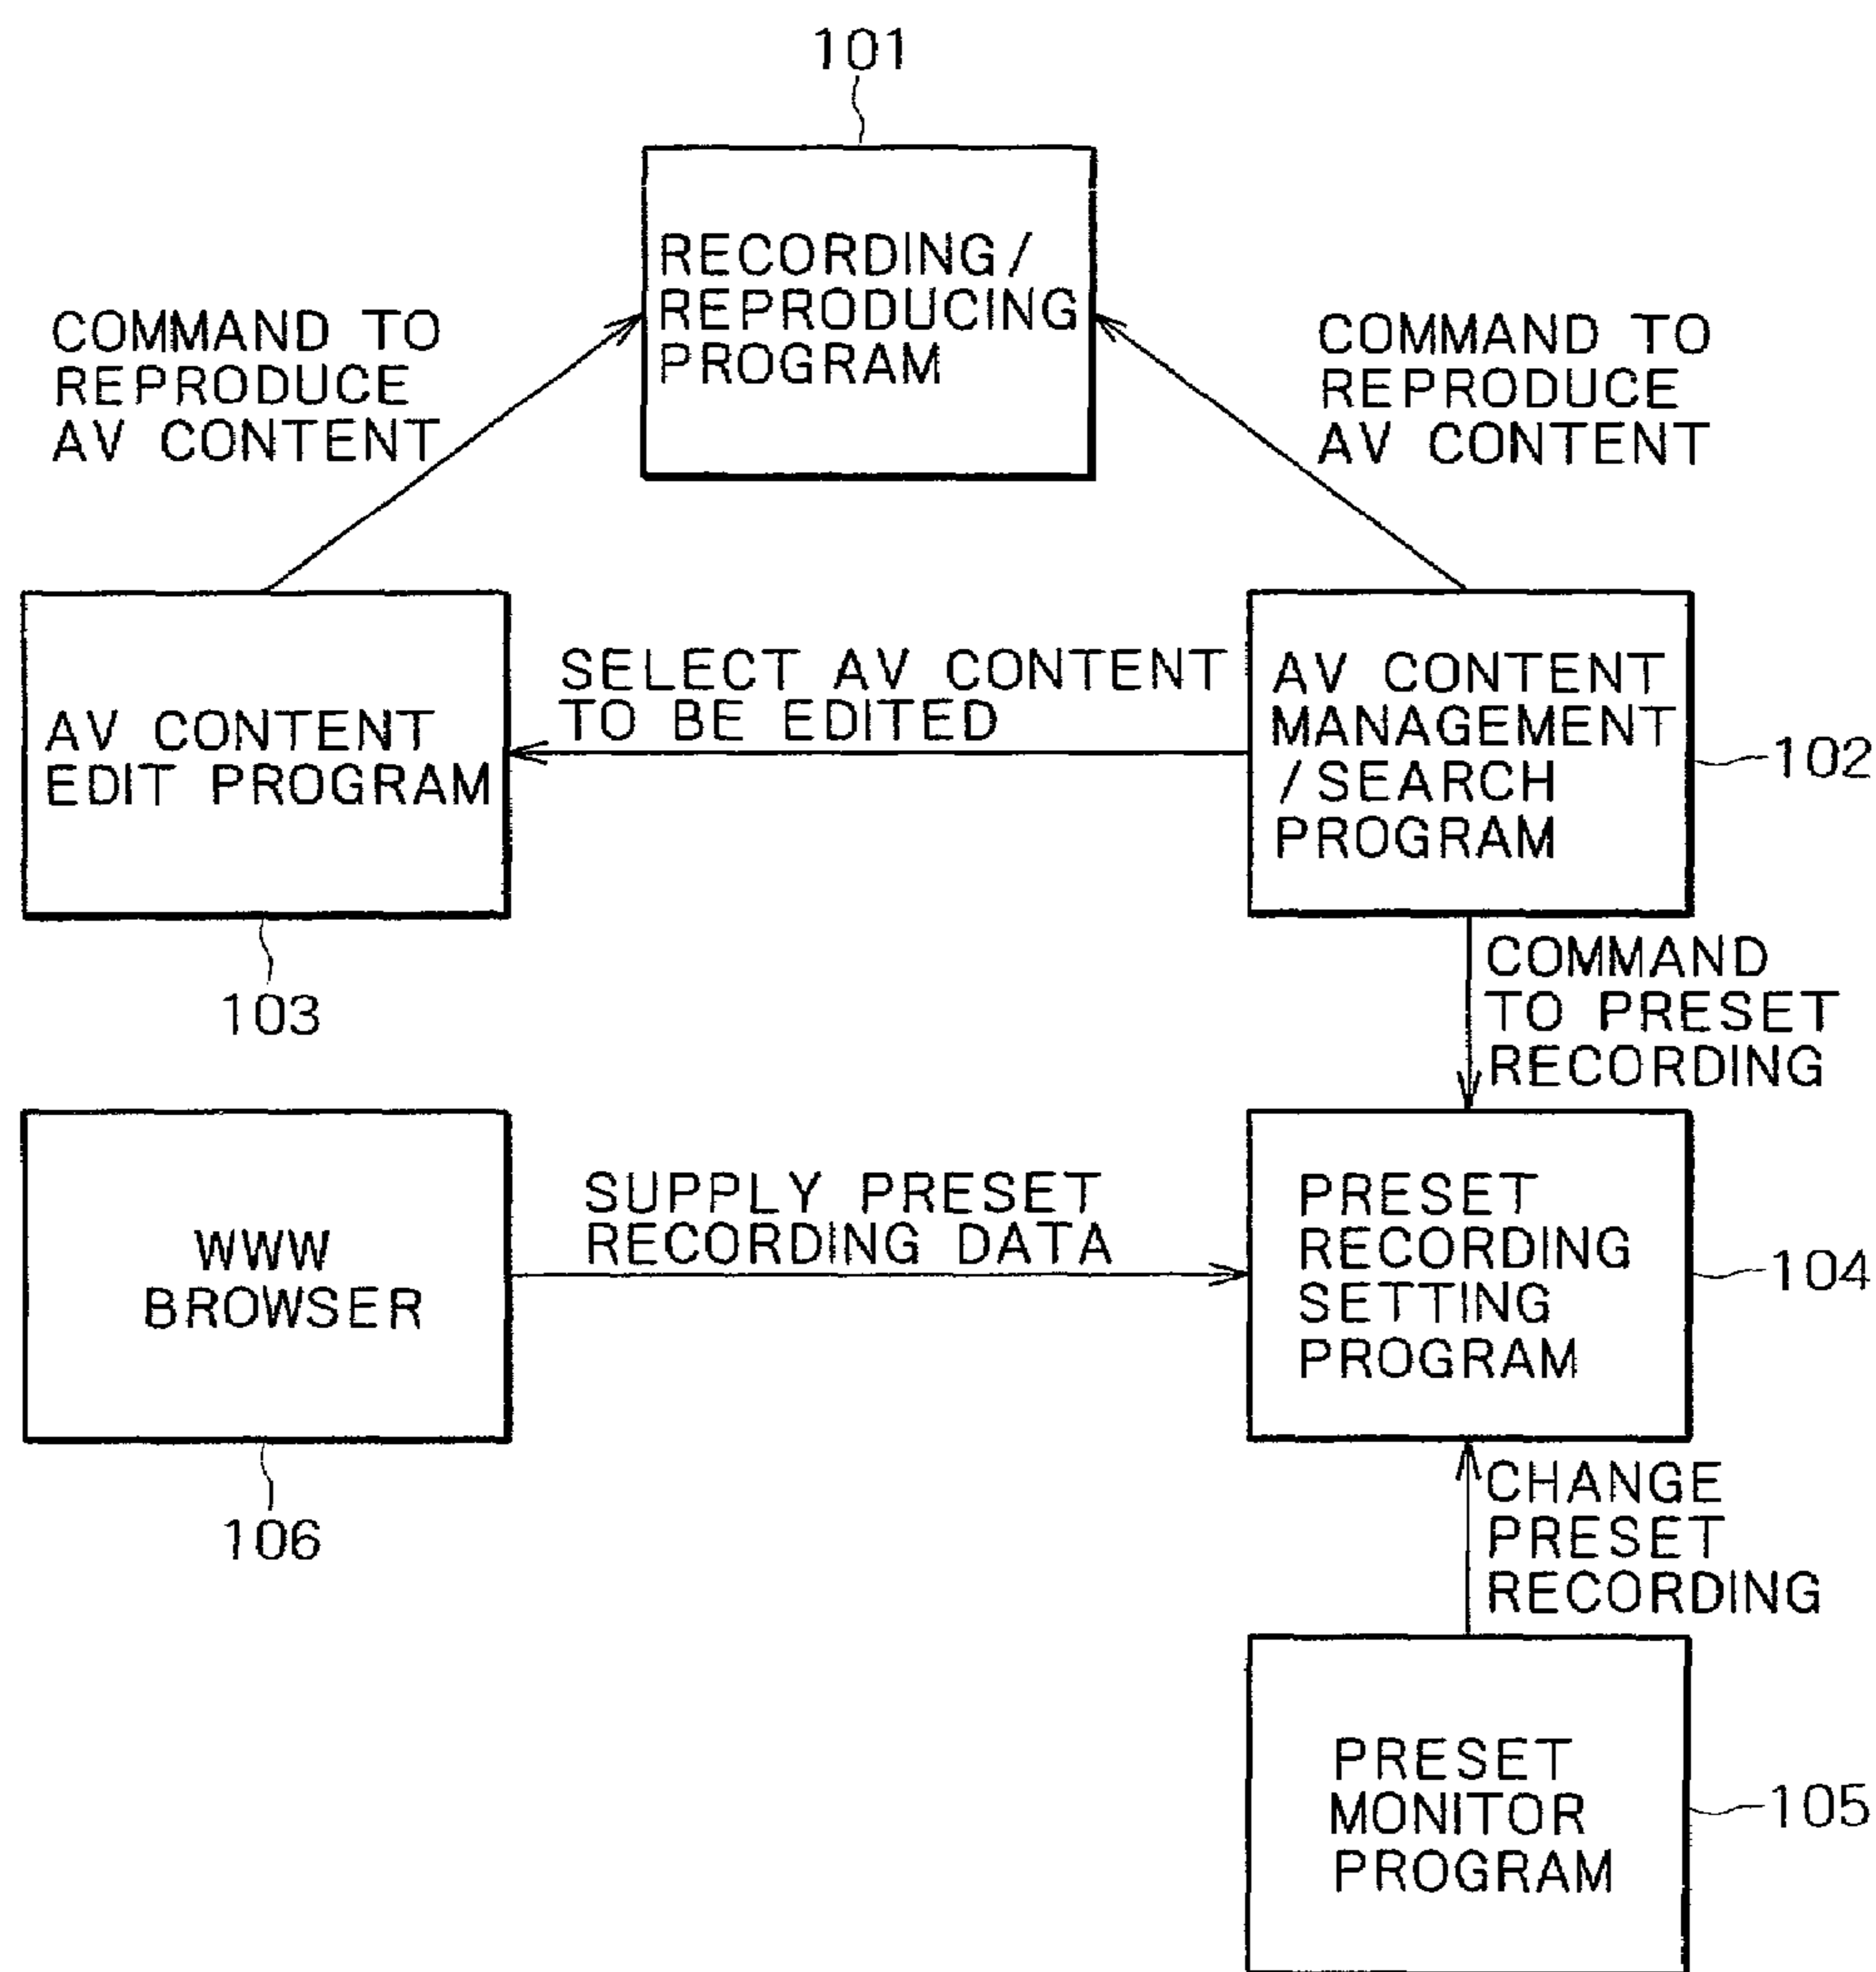 101
RECORDING/
REPRODUCING
PROGRAM
COMMAND TO
REPRODUCE
AV CONTENT
COMMAND TO
REPRODUCE
AV CONTENT
AV CONTENT
EDIT PROGRAM
103
SELECT AV CONTENT
TO BE EDITED
AV CONTENT
MANAGEMENT
/SEARCH
PROGRAM
102
COMMAND
TO PRESET
RECORDING
WWW
BROWSER
106
SUPPLY PRESET
RECORDING DATA
PRESET
RECORDING
SETTING
PROGRAM
104
CHANGE
PRESET
RECORDING
PRESET
MONITOR
PROGRAM
105